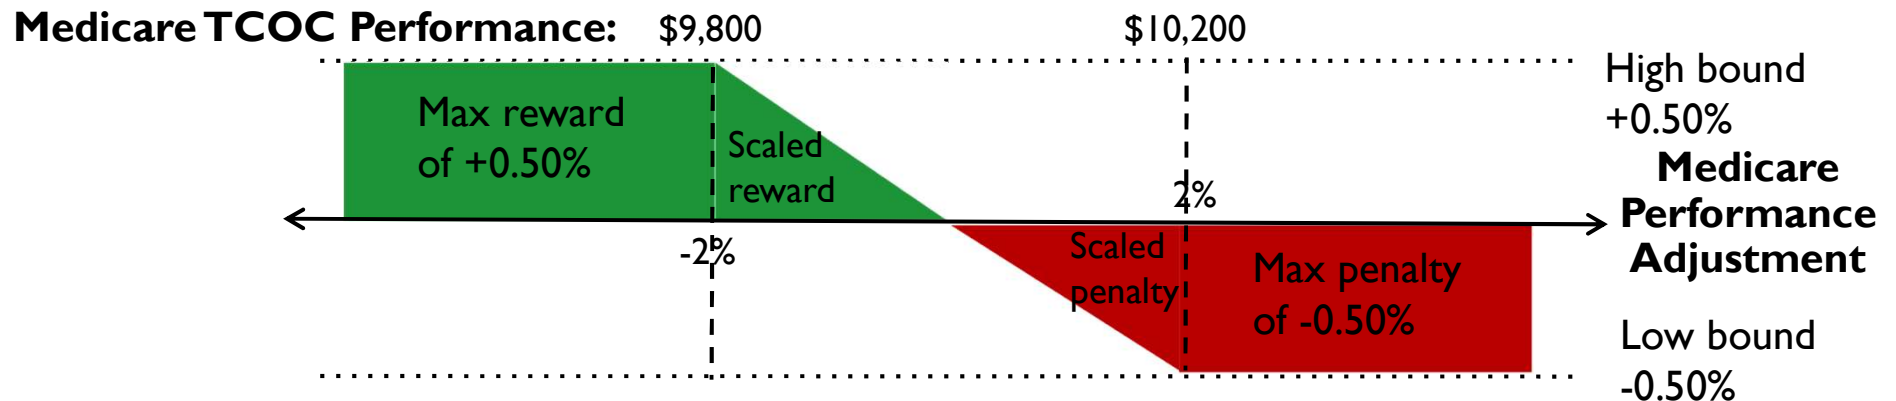 Medicare TCOC Performance: $9,800 $10,200
High bound
+0.50%
Max reward
of +0.50%
Scaled
reward
2%
Medicare
Performance
Adjustment
-2%
Scaled
penalty
Max penalty
of -0.50%
Low bound
-0.50%